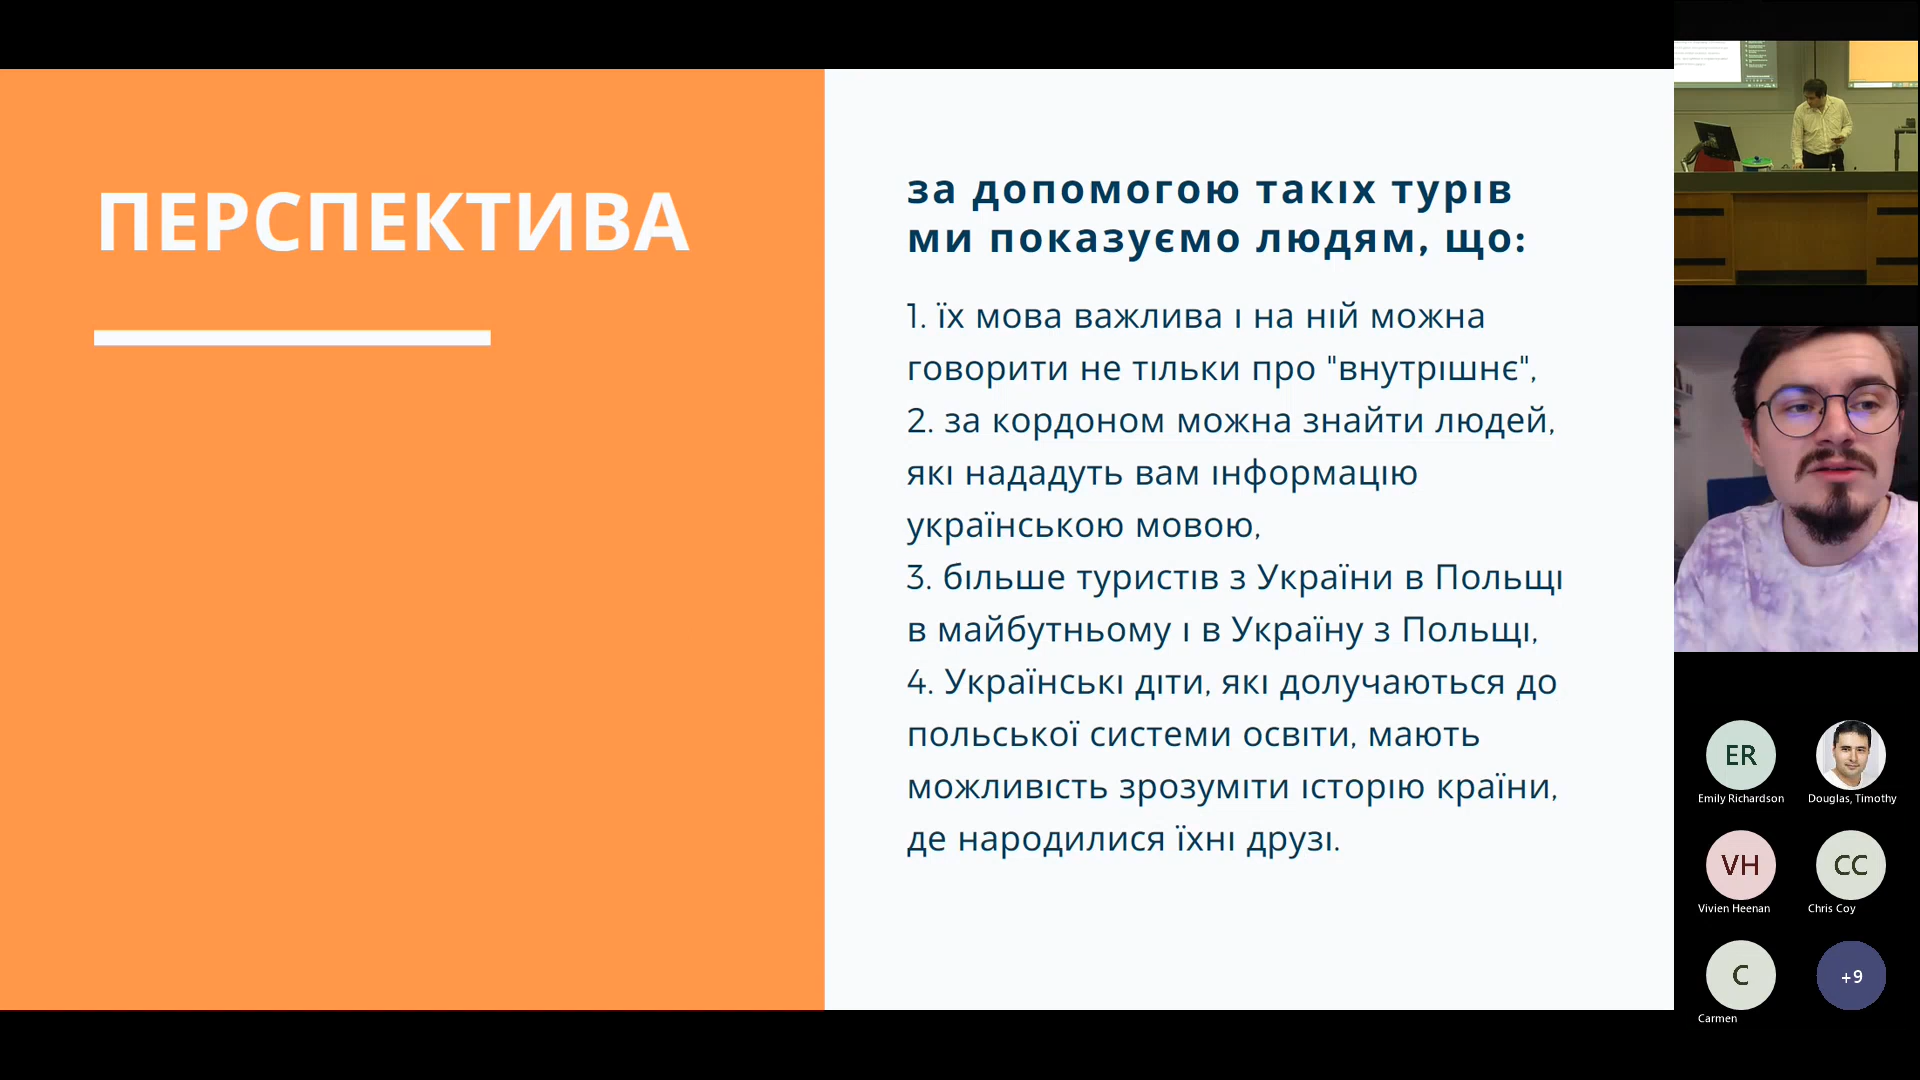 ПЕРСПЕКТИВА
за допомогою таких турів
ми показуємо людям, що:
1. їх мова важлива і на ній можна
говорити не тільки про "внутрішнє",
2. за кордоном можна знайти людей,
які нададуть вам інформацію
українською мовою,
3. більше туристів з України в Польщі
в майбутньому і в Україну з Польщі,
4. Українські діти, які долучаються до
польської системи освіти, мають
можливість зрозуміти історію країни,
де народилися їхні друзі.
ER
Emily Richardson
Douglas, Timothy
VH
Vivien Heenan
CC
Chris Coy
C
Carmen
+9